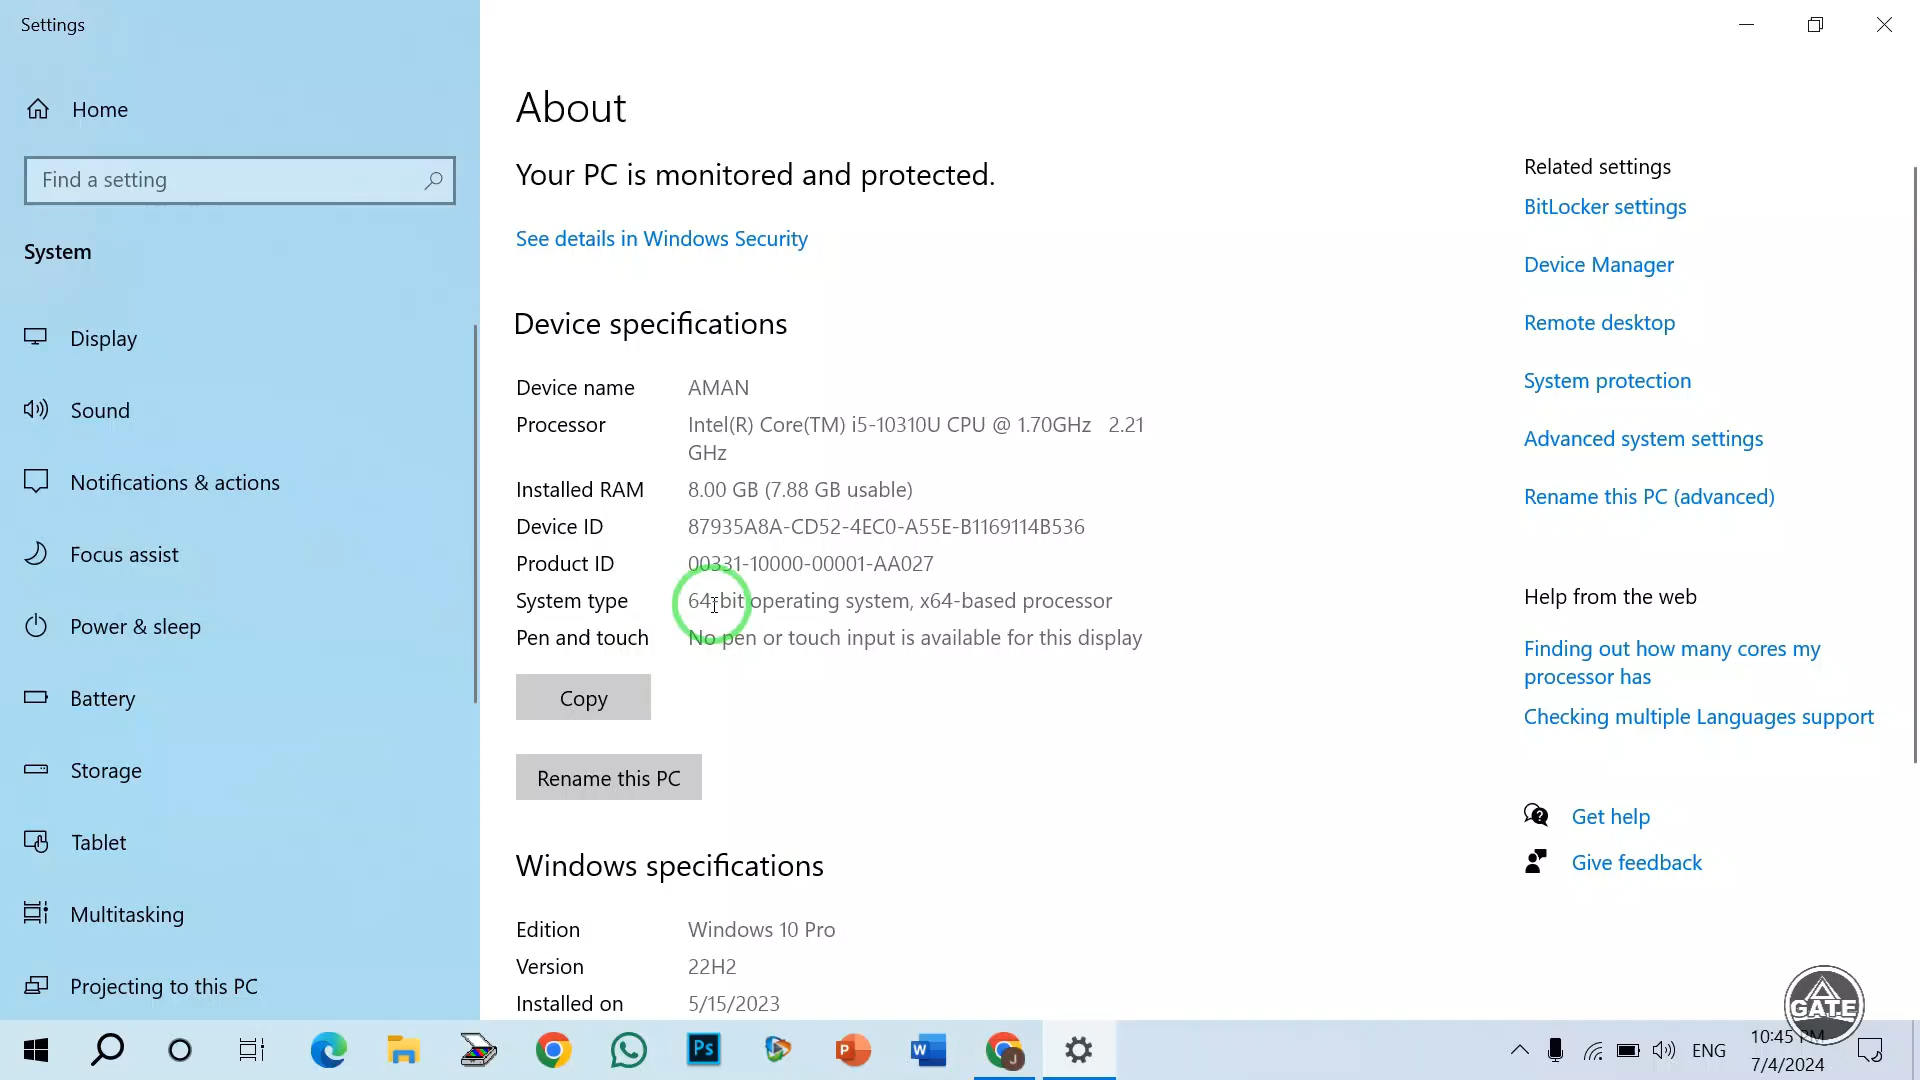 Settings
Home
Find a setting
System
Display
Sound
Notifications & actions
Focus assist
Power & sleep
Battery
Storage
Tablet
Multitasking
Projecting to this PC
About
Your PC is monitored and protected.
See details in Windows Security
Device specifications
Device name AMAN
Processor Intel(R) Core(TM) i5-10310U CPU @ 1.70GHz 2.21
GHz
Installed RAM 8.00 GB (7.88 GB usable)
Device ID 87935A8A-CD52-4EC0-A55E-B1169114B536
Product ID 00331-10000-00001-AA027
System type 64-bit operating system, x64-based processor
Pen and touch No pen or touch input is available for this display
Copy
Rename this PC
Windows specifications
Edition Windows 10 Pro
Version 22H2
Installed on 5/15/2023
Related settings
BitLocker settings
Device Manager
Remote desktop
System protection
Advanced system settings
Rename this PC (advanced)
Help from the web
Finding out how many cores my
processor has
Checking multiple Languages support
Get help
Give feedback
GATE
Ps
P
W
J
ENG
10:45 PM
7/4/2024